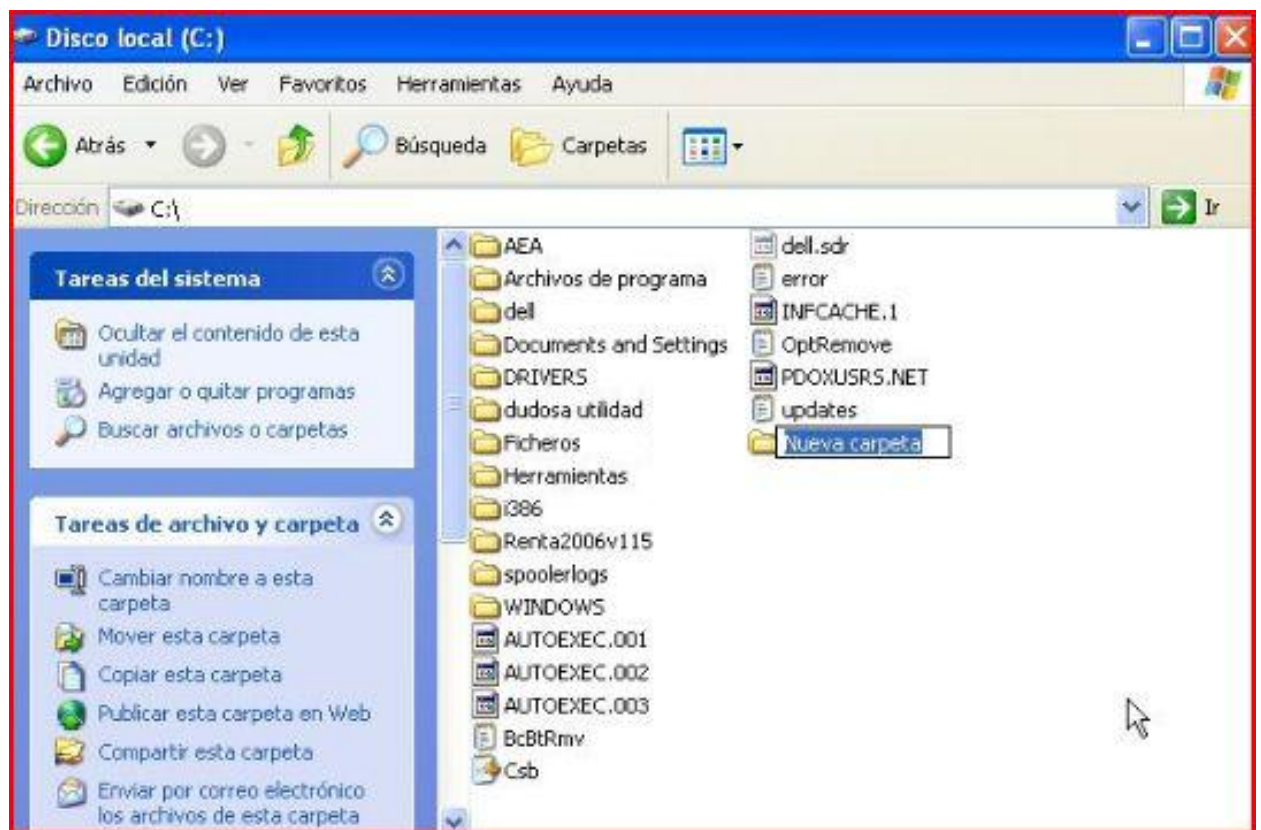 Disco local (C:)
Archivo Edición Ver Favoritos Herramientas Ayuda
Atrás Búsqueda Carpetas
Dirección C:\ Ir
Tareas del sistema
Ocultar el contenido de esta
unidad
Agregar o quitar programas
Buscar archivos o carpetas
Tareas de archivo y carpeta
Cambiar nombre a esta
carpeta
Mover esta carpeta
Copiar esta carpeta
Publicar esta carpeta en Web
Compartir esta carpeta
Enviar por correo electrónico
los archivos de esta carpeta
AEA
Archivos de programa
dell
Documents and Settings
DRIVERS
dudosa utilidad
Ficheros
Herramientas
i386
Renta2006v115
spoolerlogs
WINDOWS
AUTOEXEC.001
AUTOEXEC.002
AUTOEXEC.003
BcBtRmv
Csb
dell.sdr
error
INFCACHE.1
OptRemove
PDOXUSRS.NET
updates
Nueva carpeta